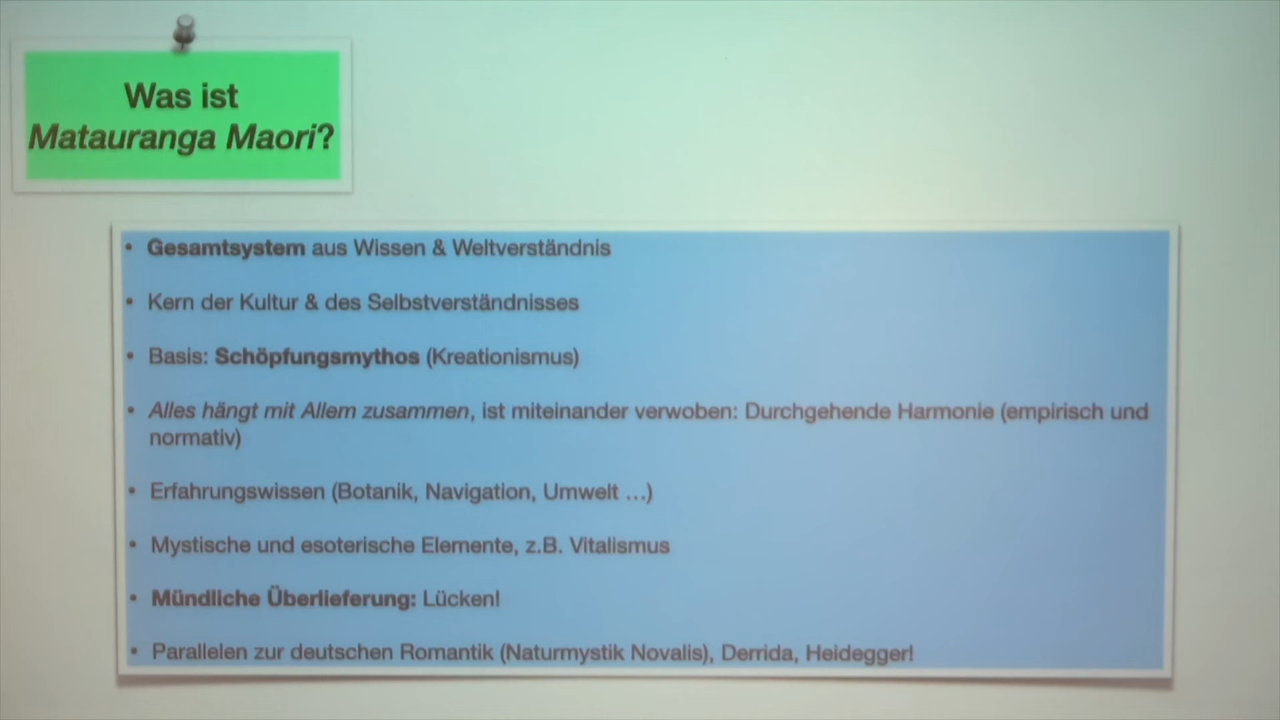 Was ist
Matauranga Maori?
• Gesamtsystem aus Wissen & Weltverständnis
• Kern der Kultur & des Selbstverständnisses
• Basis: Schöpfungsmythos (Kreationismus)
• Alles hängt mit Allem zusammen, ist miteinander verwoben: Durchgehende Harmonie (empirisch und
normativ)
• Erfahrungswissen (Botanik, Navigation, Umwelt ...)
• Mystische und esoterische Elemente, z.B. Vitalismus
• Mündliche Überlieferung: Lücken!
• Parallelen zur deutschen Romantik (Naturmystik Novalis), Derrida, Heidegger!